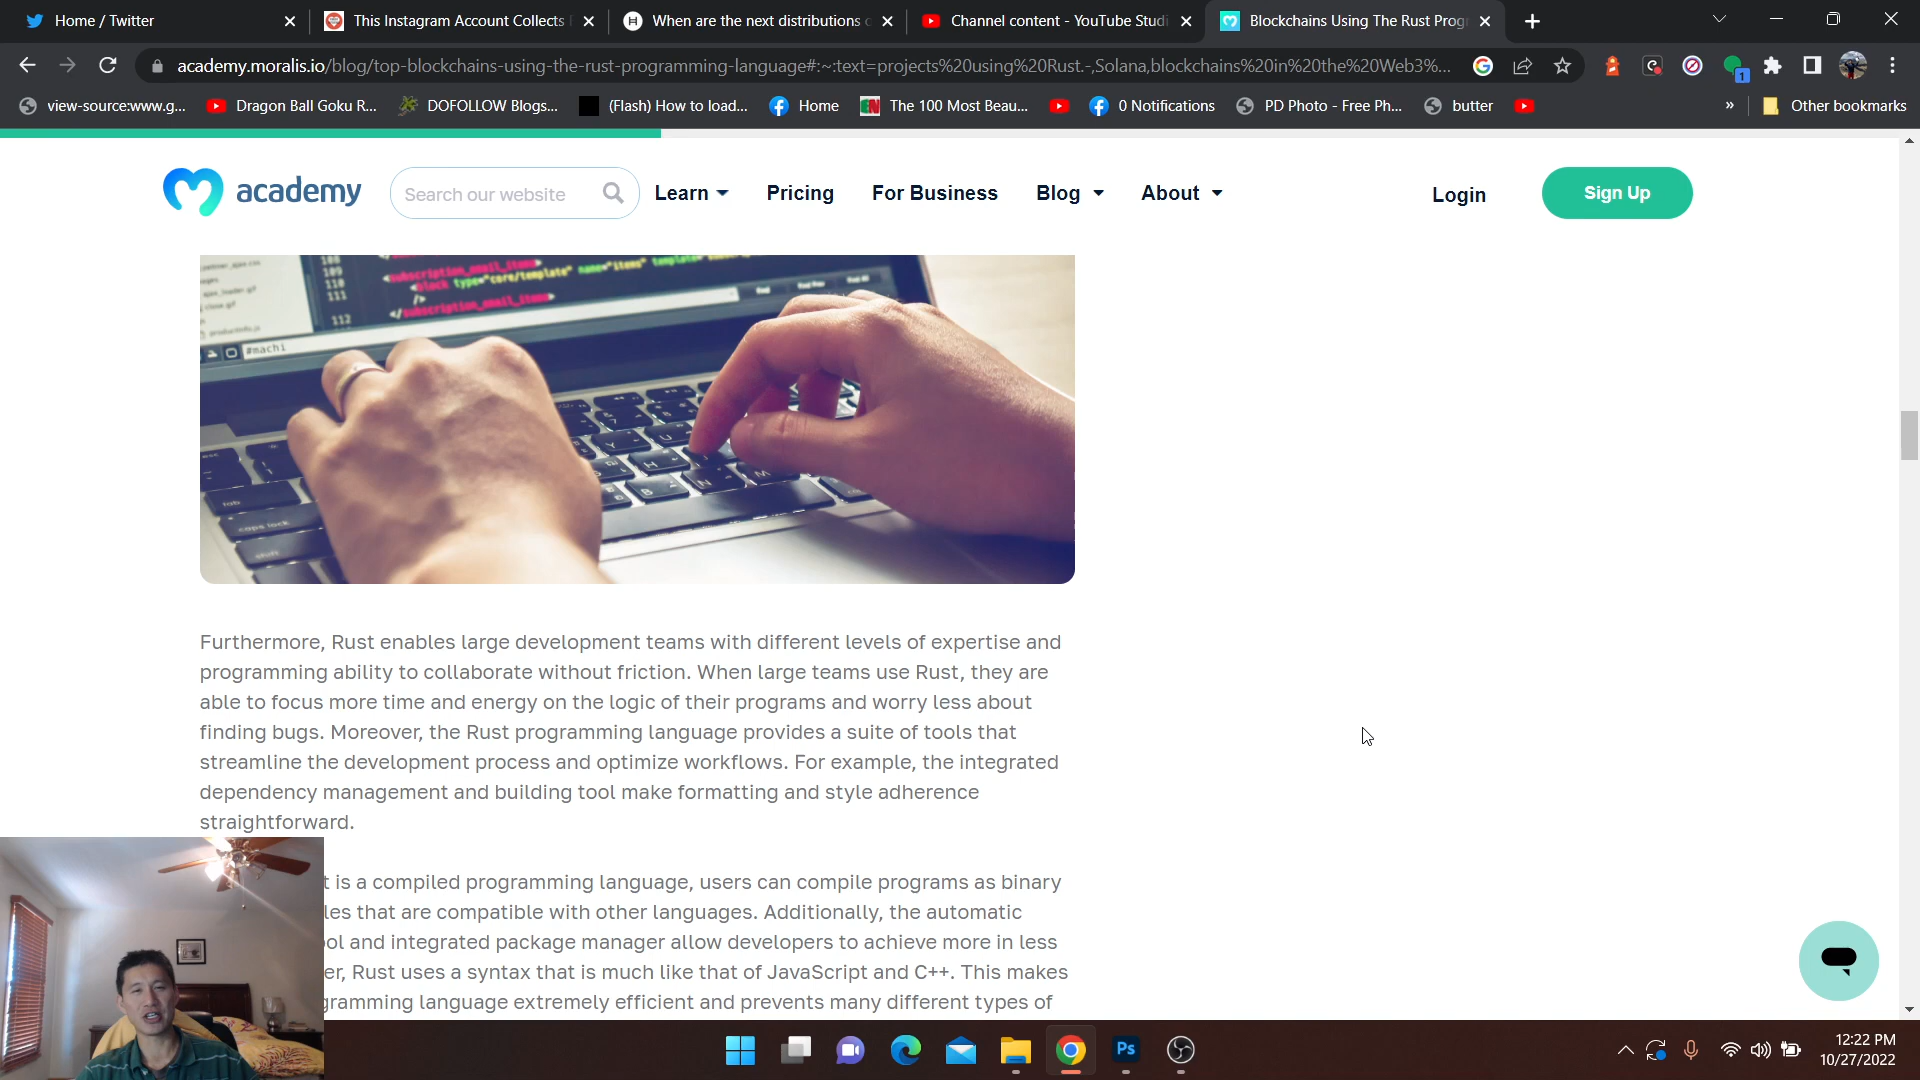 Home / Twitter
This Instagram Account Collects
When are the next distributions
Channel content - YouTube Studi
Blockchains Using The Rust Prog
academy.moralis.io/blog/top-blockchains-using-the-rust-programming-language#:~:text=projects%20using%20Rust.-,Solana,blockchains%20in%20the%20Web3%...
1
view-source:www.g...
Dragon Ball Goku R...
DOFOLLOW Blogs...
(Flash) How to load...
Home
The 100 Most Beau...
0 Notifications
PD Photo - Free Ph...
butter
»
Other bookmarks
academy
Search our website
Learn
Pricing
For Business
Blog
About
Login
Sign Up
109
110
111
</subscription_email_items>
112
#machi
Furthermore, Rust enables large development teams with different levels of expertise and
programming ability to collaborate without friction. When large teams use Rust, they are
able to focus more time and energy on the logic of their programs and worry less about
finding bugs. Moreover, the Rust programming language provides a suite of tools that
streamline the development process and optimize workflows. For example, the integrated
dependency management and building tool make formatting and style adherence
straightforward.
t is a compiled programming language, users can compile programs as binary
les that are compatible with other languages. Additionally, the automatic
ol and integrated package manager allow developers to achieve more in less
er, Rust uses a syntax that is much like that of JavaScript and C++. This makes
gramming language extremely efficient and prevents many different types of
Ps
12:22 PM
10/27/2022